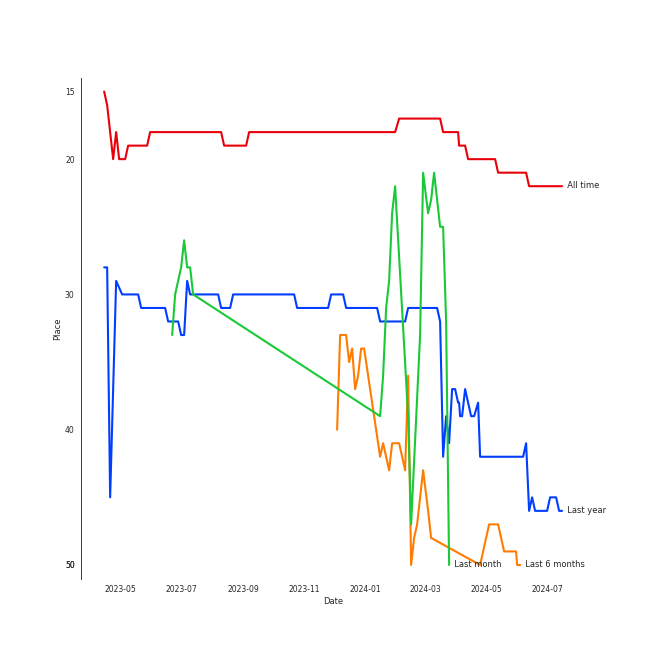 15
20
30
40
50
Place
All time
Last year
Last month
Last 6 months
2023-05
2023-07
2023-09
2023-11
2024-01
2024-03
2024-05
2024-07
Date